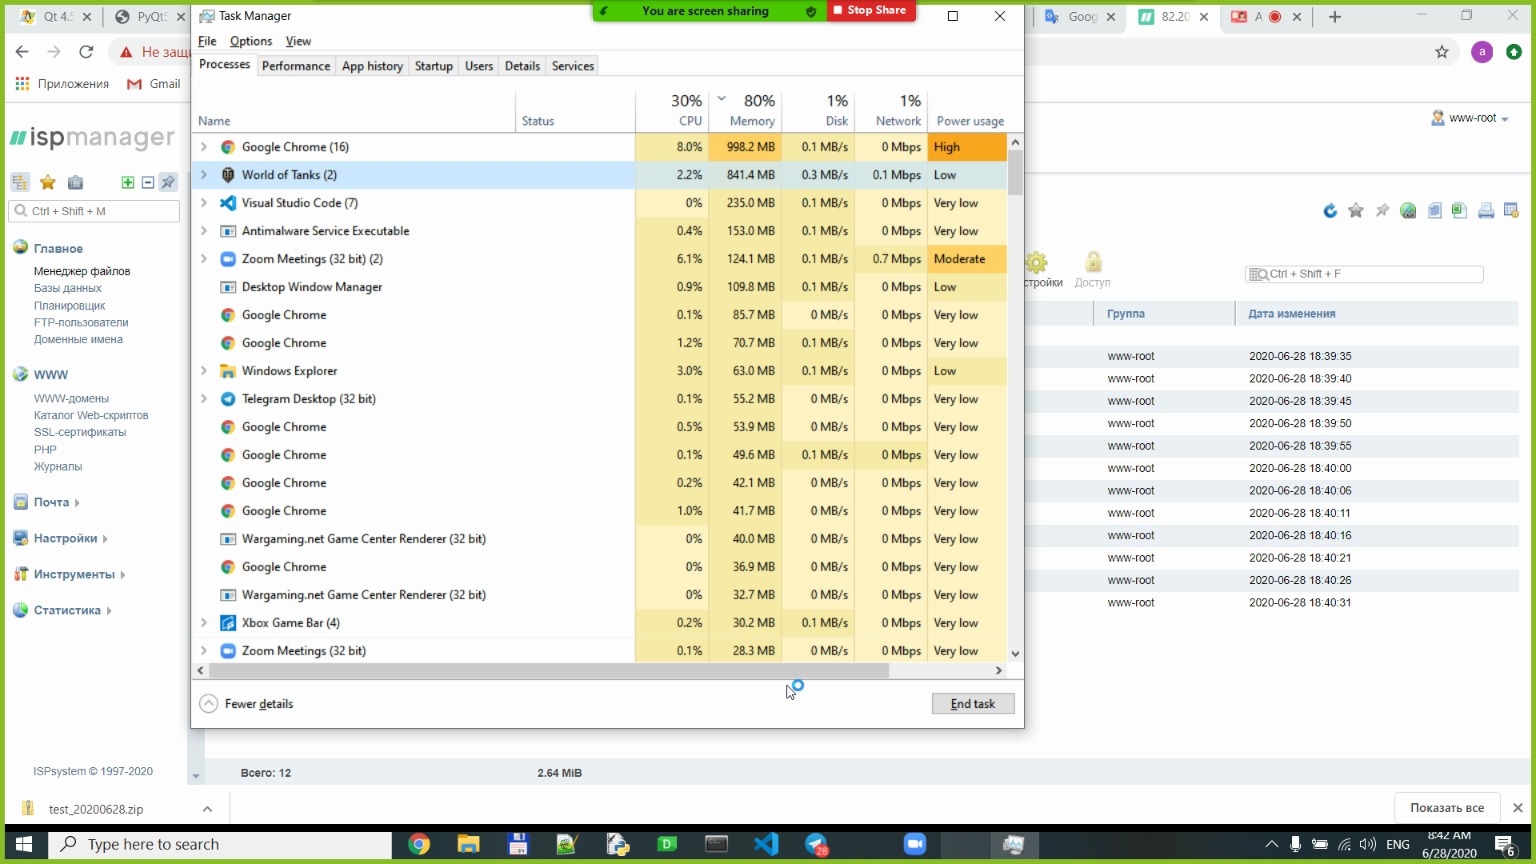 Qt 4.5
PyQt5
Task Manager
You are screen sharing
Stop Share
Goog
82.20
A
Не защи
Приложения
Gmail
File Options View
Processes Performance App history Startup Users Details Services
30% 80% 1% 1%
Name Status CPU Memory Disk Network Power usage
Google Chrome (16) 8.0% 998.2 MB 0.1 MB/s 0 Mbps High
World of Tanks (2) 2.2% 841.4 MB 0.3 MB/s 0.1 Mbps Low
Visual Studio Code (7) 0% 235.0 MB 0.1 MB/s 0 Mbps Very low
Antimalware Service Executable 0.4% 153.0 MB 0.1 MB/s 0 Mbps Very low
Zoom Meetings (32 bit) (2) 6.1% 124.1 MB 0.1 MB/s 0.7 Mbps Moderate
Desktop Window Manager 0.9% 109.8 MB 0.1 MB/s 0 Mbps Low
Google Chrome 0.1% 85.7 MB 0 MB/s 0 Mbps Very low
Google Chrome 1.2% 70.7 MB 0.1 MB/s 0 Mbps Very low
Windows Explorer 3.0% 63.0 MB 0.1 MB/s 0 Mbps Low
Telegram Desktop (32 bit) 0.1% 55.2 MB 0 MB/s 0 Mbps Very low
Google Chrome 0.5% 53.9 MB 0 MB/s 0 Mbps Very low
Google Chrome 0.1% 49.6 MB 0.1 MB/s 0 Mbps Very low
Google Chrome 0.2% 42.1 MB 0 MB/s 0 Mbps Very low
Google Chrome 1.0% 41.7 MB 0 MB/s 0 Mbps Very low
Wargaming.net Game Center Renderer (32 bit) 0% 40.0 MB 0 MB/s 0 Mbps Very low
Google Chrome 0% 36.9 MB 0 MB/s 0 Mbps Very low
Wargaming.net Game Center Renderer (32 bit) 0% 32.7 MB 0 MB/s 0 Mbps Very low
Xbox Game Bar (4) 0.2% 30.2 MB 0.1 MB/s 0 Mbps Very low
Zoom Meetings (32 bit) 0.1% 28.3 MB 0 MB/s 0 Mbps Very low
Fewer details
End task
ispmanager
Ctrl + Shift + M
Главное
Менеджер файлов
Базы данных
Планировщик
FTP-пользователи
Доменные имена
WWW
WWW-домены
Каталог Web-скриптов
SSL-сертификаты
PHP
Журналы
Почта
Настройки
Инструменты
Статистика
ISPsystem © 1997-2020
a
www-root
стройки
Доступ
Ctrl + Shift + F
Группа Дата изменения
www-root 2020-06-28 18:39:35
www-root 2020-06-28 18:39:40
www-root 2020-06-28 18:39:45
www-root 2020-06-28 18:39:50
www-root 2020-06-28 18:39:55
www-root 2020-06-28 18:40:00
www-root 2020-06-28 18:40:06
www-root 2020-06-28 18:40:11
www-root 2020-06-28 18:40:16
www-root 2020-06-28 18:40:21
www-root 2020-06-28 18:40:26
www-root 2020-06-28 18:40:31
Всего: 12 2.64 MiB
test_20200628.zip
Показать все
Type here to search
D
28
ENG
8:42 AM
6/28/2020
6